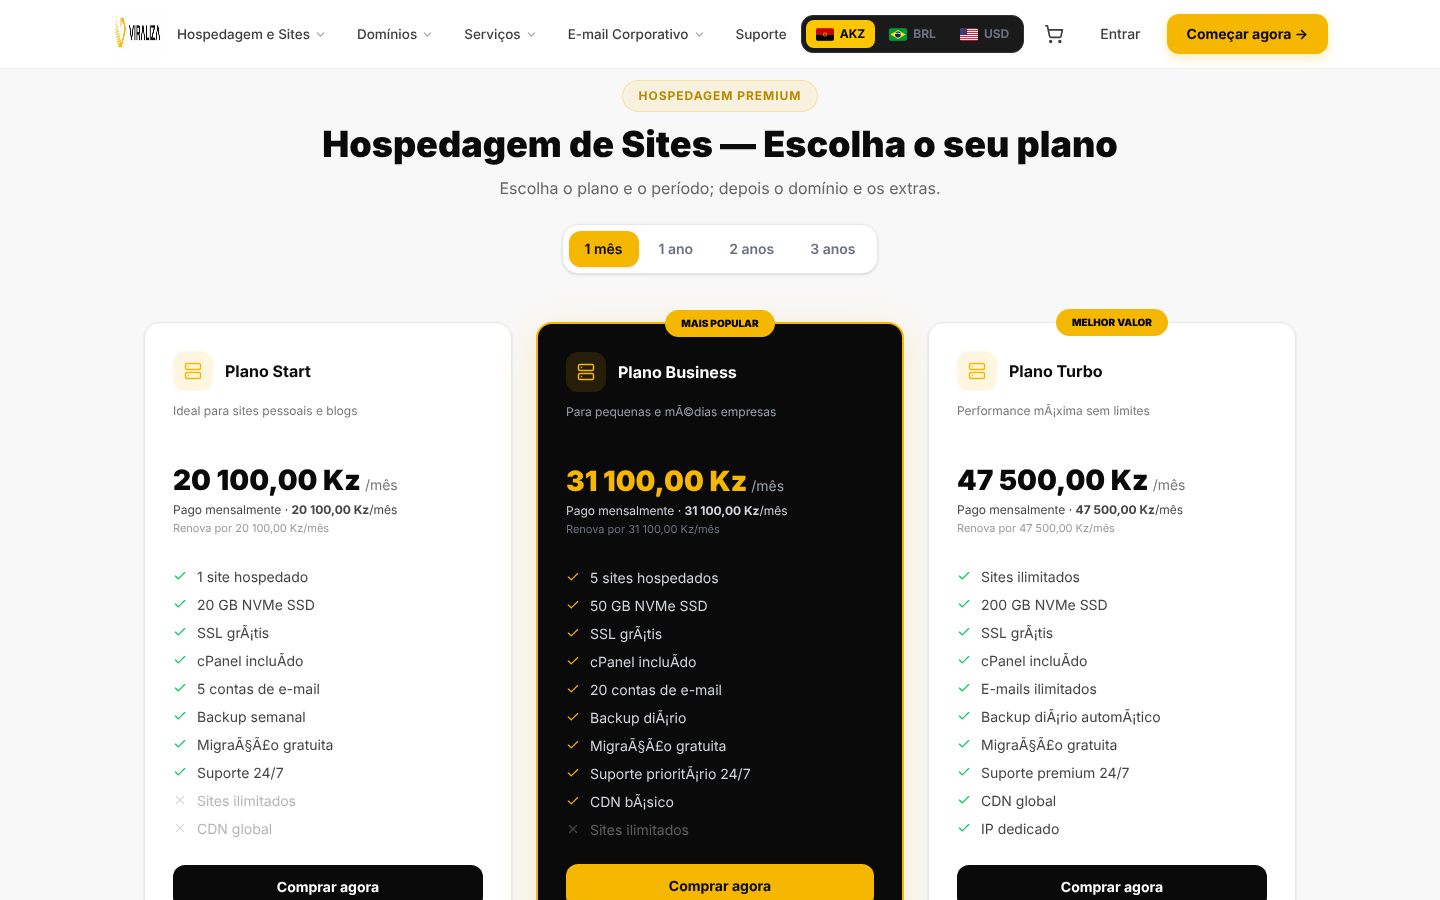 VIRALIZA
Hospedagem e Sites
Domínios
Serviços
E-mail Corporativo
Suporte
AKZ
BRL
USD
Entrar
Começar agora →
HOSPEDAGEM PREMIUM
Hospedagem de Sites — Escolha o seu plano
Escolha o plano e o período; depois o domínio e os extras.
1 mês
1 ano
2 anos
3 anos
Plano Start
Ideal para sites pessoais e blogs
20 100,00 Kz /mês
Pago mensalmente · 20 100,00 Kz/mês
Renova por 20 100,00 Kz/mês
1 site hospedado
20 GB NVMe SSD
SSL grÃ¡tis
cPanel incluÃdo
5 contas de e-mail
Backup semanal
MigraÃ§Ã£o gratuita
Suporte 24/7
Sites ilimitados
CDN global
Comprar agora
MAIS POPULAR
Plano Business
Para pequenas e mÃ©dias empresas
31 100,00 Kz /mês
Pago mensalmente · 31 100,00 Kz/mês
Renova por 31 100,00 Kz/mês
5 sites hospedados
50 GB NVMe SSD
SSL grÃ¡tis
cPanel incluÃdo
20 contas de e-mail
Backup diÃ¡rio
MigraÃ§Ã£o gratuita
Suporte prioritÃ¡rio 24/7
CDN bÃ¡sico
Sites ilimitados
Comprar agora
MELHOR VALOR
Plano Turbo
Performance mÃ¡xima sem limites
47 500,00 Kz /mês
Pago mensalmente · 47 500,00 Kz/mês
Renova por 47 500,00 Kz/mês
Sites ilimitados
200 GB NVMe SSD
SSL grÃ¡tis
cPanel incluÃdo
E-mails ilimitados
Backup diÃ¡rio automÃ¡tico
MigraÃ§Ã£o gratuita
Suporte premium 24/7
CDN global
IP dedicado
Comprar agora